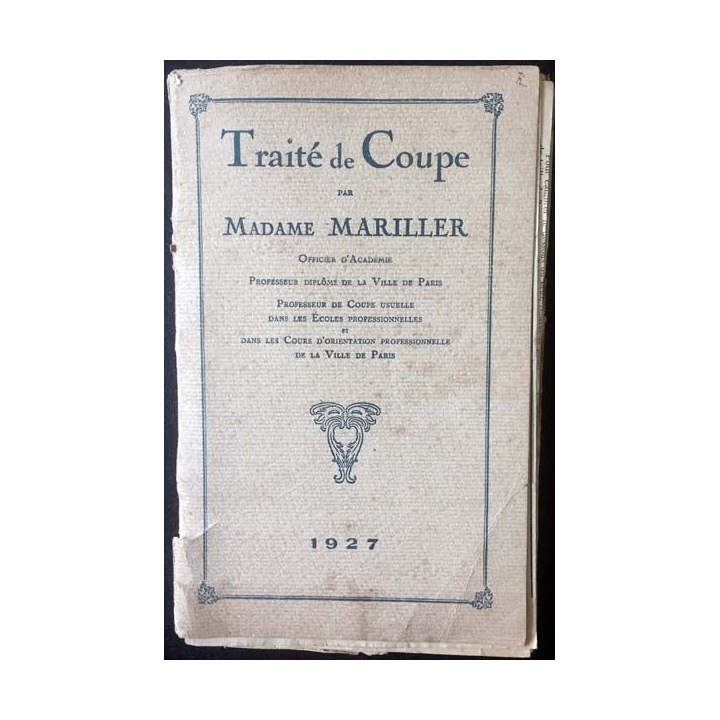 Traité de Coupe
PAR
MADAME MARILLER
OFFICIER D'ACADÉMIE
PROFESSEUR DIPLÔMÉ DE LA VILLE DE PARIS
PROFESSEUR DE COUPE USUELLE
DANS LES ÉCOLES PROFESSIONNELLES
ET
DANS LES COURS D'ORIENTATION PROFESSIONNELLE
DE LA VILLE DE PARIS
1927